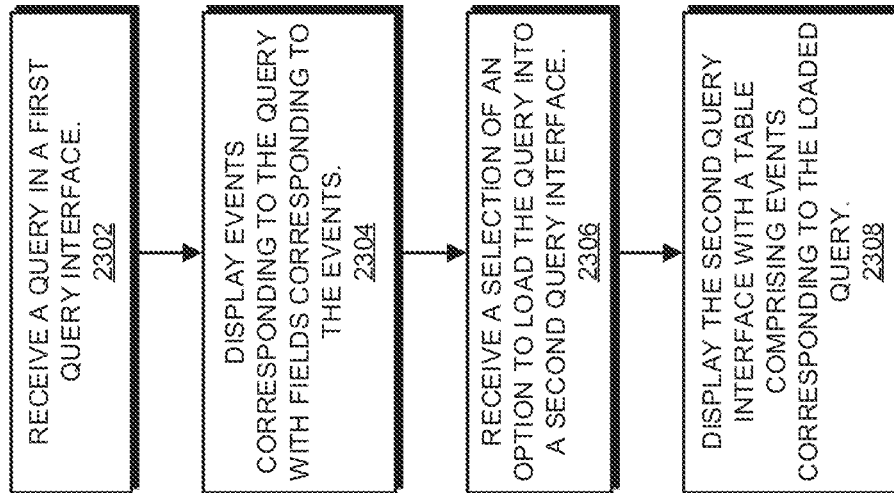 RECEIVE A QUERY IN A FIRST
QUERY INTERFACE.
2302
DISPLAY EVENTS
CORRESPONDING TO THE QUERY
WITH FIELDS CORRESPONDING TO
THE EVENTS.
2304
RECEIVE A SELECTION OF AN
OPTION TO LOAD THE QUERY INTO
A SECOND QUERY INTERFACE.
2306
DISPLAY THE SECOND QUERY
INTERFACE WITH A TABLE
COMPRISING EVENTS
CORRESPONDING TO THE LOADED
QUERY.
2308